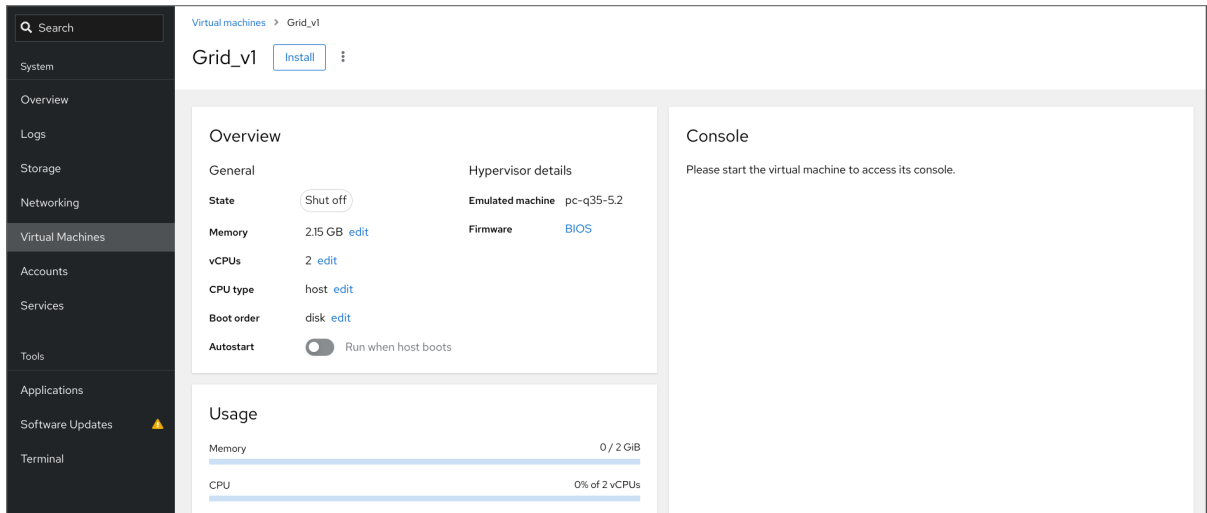 Search
System
Overview
Logs
Storage
Networking
Virtual Machines
Accounts
Services
Tools
Applications
Software Updates
Terminal
Virtual machines > Grid_v1
Grid_v1 Install
Overview
General Hypervisor details
State Shut off Emulated machine pc-q35-5.2
Memory 2.15 GB edit Firmware BIOS
vCPUs 2 edit
CPU type host edit
Boot order disk edit
Autostart Run when host boots
Usage
Memory 0 / 2 GiB
CPU 0% of 2 vCPUs
Console
Please start the virtual machine to access its console.